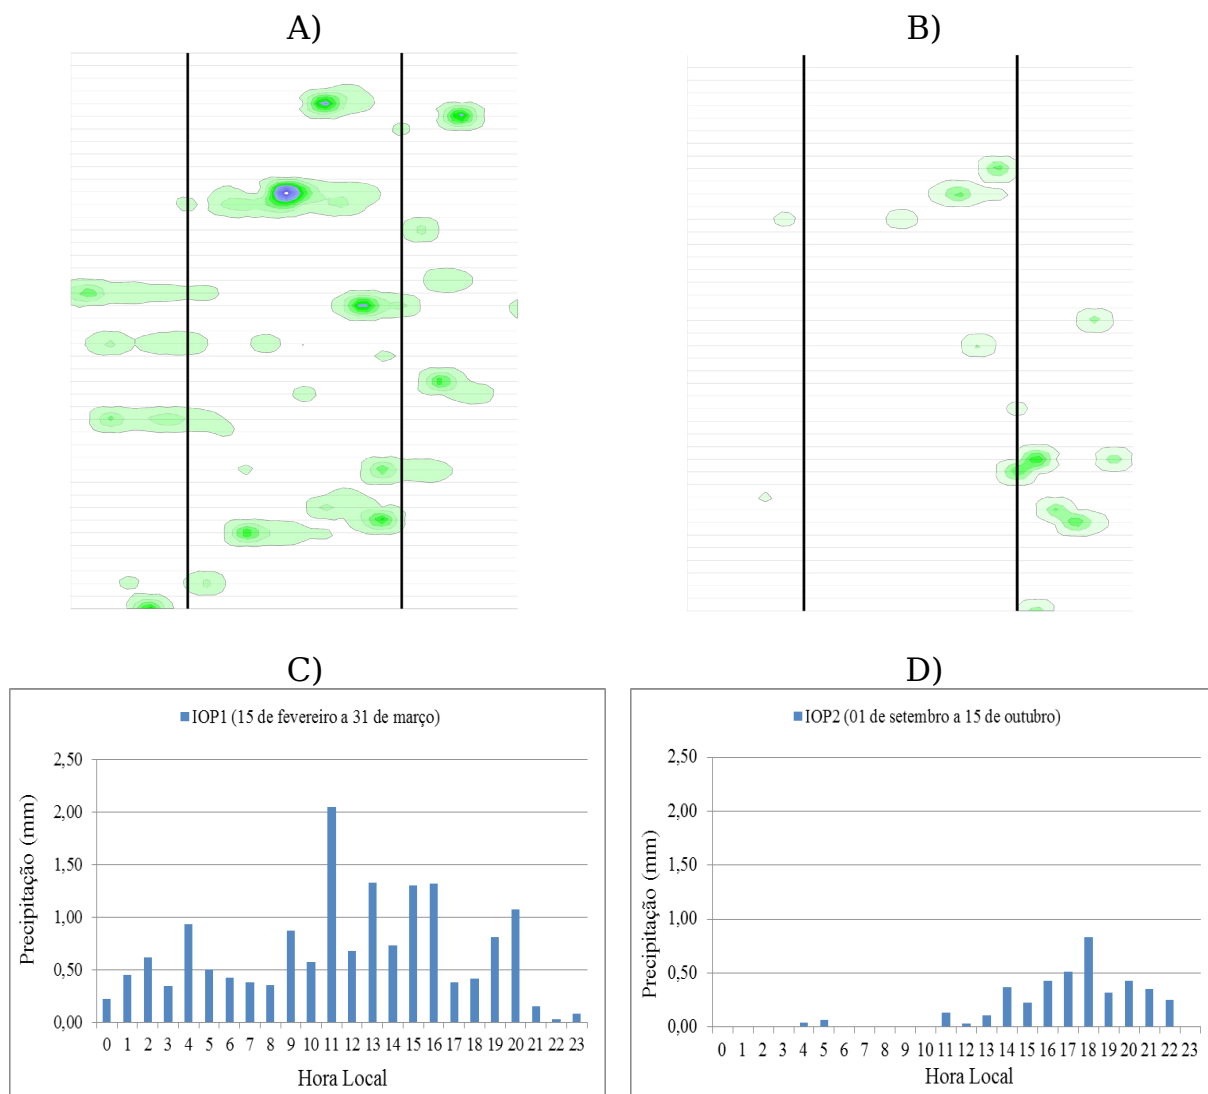 A)
B)
C)
D)
IOP1 (15 de fevereiro a 31 de março)
2,50
2,00
1,50
1,00
0,50
0,00
Precipitação (mm)
0 1 2 3 4 5 6 7 8 9 10 11 12 13 14 15 16 17 18 19 20 21 22 23
Hora Local
IOP2 (01 de setembro a 15 de outubro)
2,50
2,00
1,50
1,00
0,50
0,00
Precipitação (mm)
0 1 2 3 4 5 6 7 8 9 10 11 12 13 14 15 16 17 18 19 20 21 22 23
Hora Local